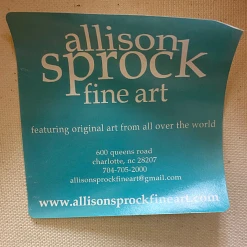 allison
sprock
fine art
featuring original art from all over the world
600 queens road
charlotte, nc 28207
704-705-2000
allisonsprockfineart@gmail.com
www.allisonsprockfineart.com